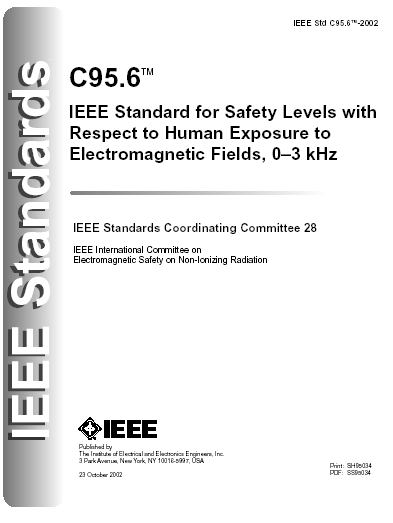 IEEE Std C95.6™-2002
IEEE Standards
C95.6™
IEEE Standard for Safety Levels with
Respect to Human Exposure to
Electromagnetic Fields, 0–3 kHz
IEEE Standards Coordinating Committee 28
IEEE International Committee on
Electromagnetic Safety on Non-Ionizing Radiation
IEEE
Published by
The Institute of Electrical and Electronics Engineers, Inc.
3 Park Avenue, New York, NY 10016-5997, USA
23 October 2002
Print: SH95034
PDF: SS95034